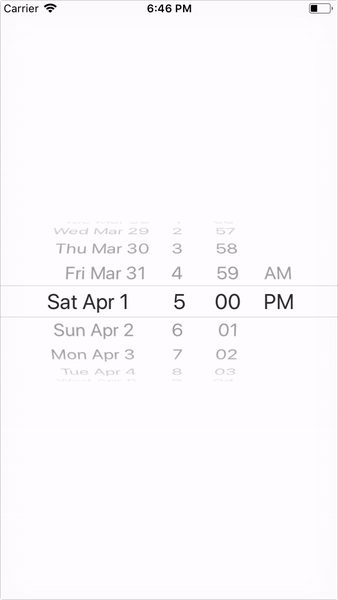 Carrier 6:46 PM
Wed Mar 29 2 57
Thu Mar 30 3 58
Fri Mar 31 4 59 AM
Sat Apr 1 5 00 PM
Sun Apr 2 6 01
Mon Apr 3 7 02
Tue Apr 4 8 03